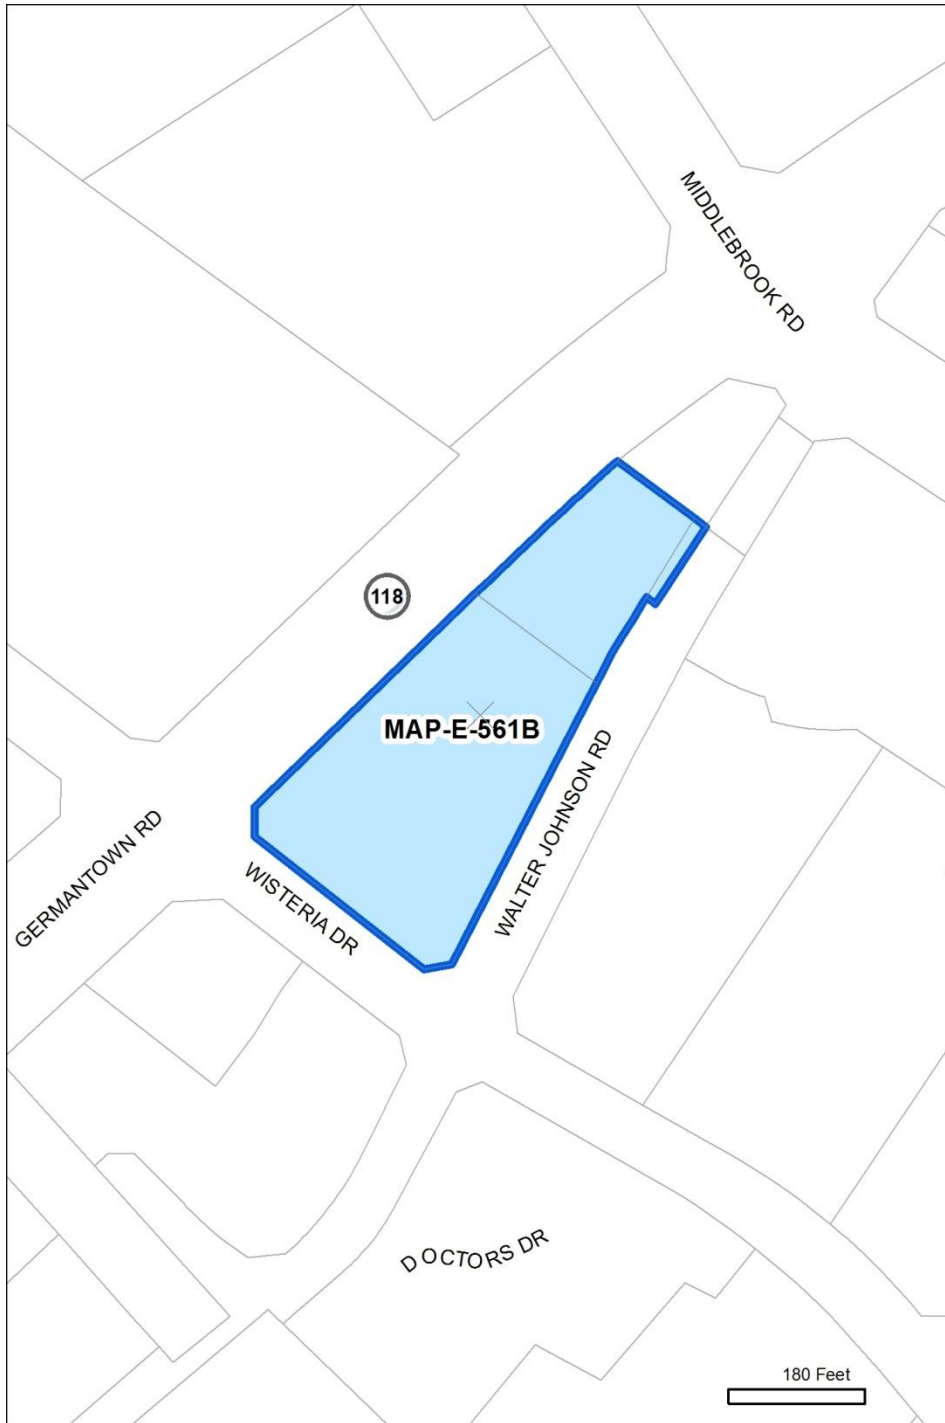 MIDDLEBROOK RD
118
MAP-E-561B
WALTER JOHNSON RD
GERMANTOWN RD
WISTERIA DR
DOCTORS DR
180 Feet